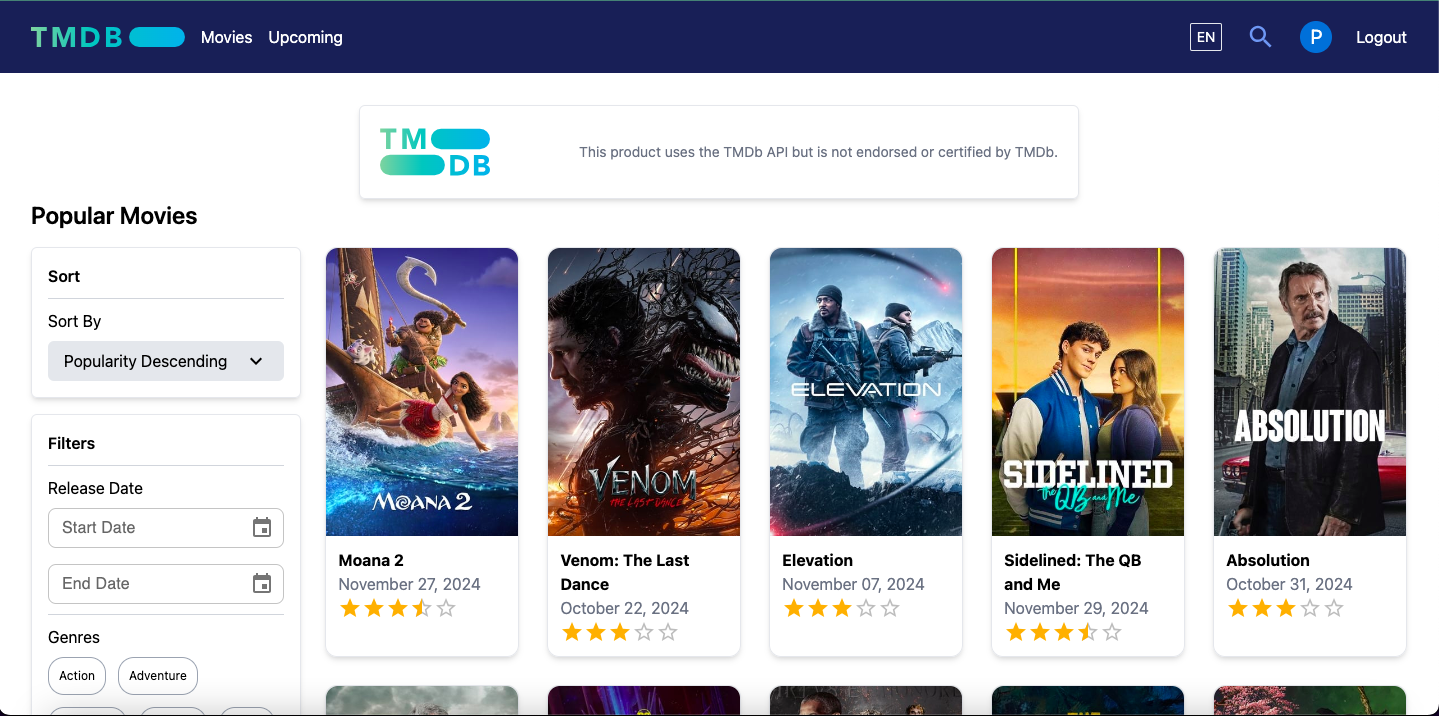 TMDB
Movies
Upcoming
EN
P
Logout
TM
DB
This product uses the TMDb API but is not endorsed or certified by TMDb.
Popular Movies
Sort
Sort By
Popularity Descending
Filters
Release Date
Start Date
End Date
Genres
Action
Adventure
MOANA 2
Moana 2
November 27, 2024
VENOM
THE LAST DANCE
Venom: The Last
Dance
October 22, 2024
ELEVATION
Elevation
November 07, 2024
SIDELINED
the QB and Me
Sidelined: The QB
and Me
November 29, 2024
ABSOLUTION
Absolution
October 31, 2024